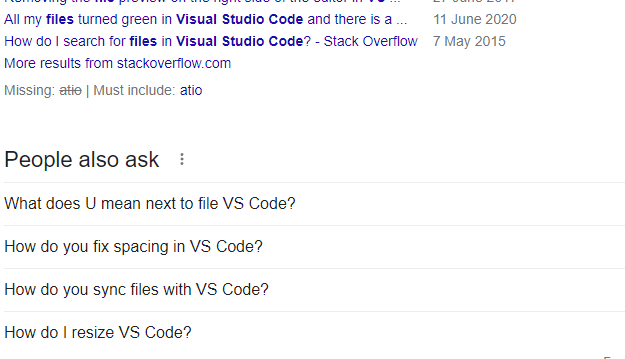 All my files turned green in Visual Studio Code and there is a ... 11 June 2020
How do I search for files in Visual Studio Code? - Stack Overflow 7 May 2015
More results from stackoverflow.com
Missing: atio | Must include: atio
People also ask
What does U mean next to file VS Code?
How do you fix spacing in VS Code?
How do you sync files with VS Code?
How do I resize VS Code?